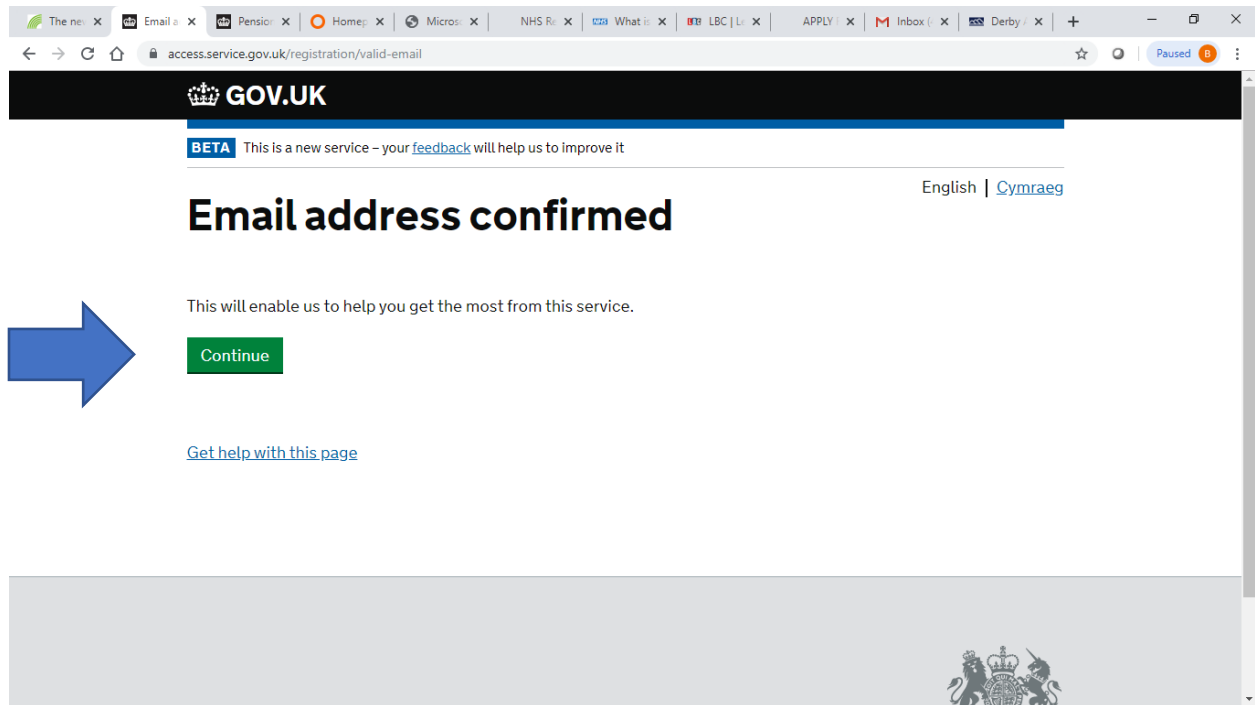 The nev Email a Pension Homep Micros NHS Re What is LBC | Le APPLY | Inbox ( Derby A
access.service.gov.uk/registration/valid-email Paused B
GOV.UK
BETA This is a new service – your feedback will help us to improve it
English | Cymraeg
Email address confirmed
This will enable us to help you get the most from this service.
Continue
Get help with this page